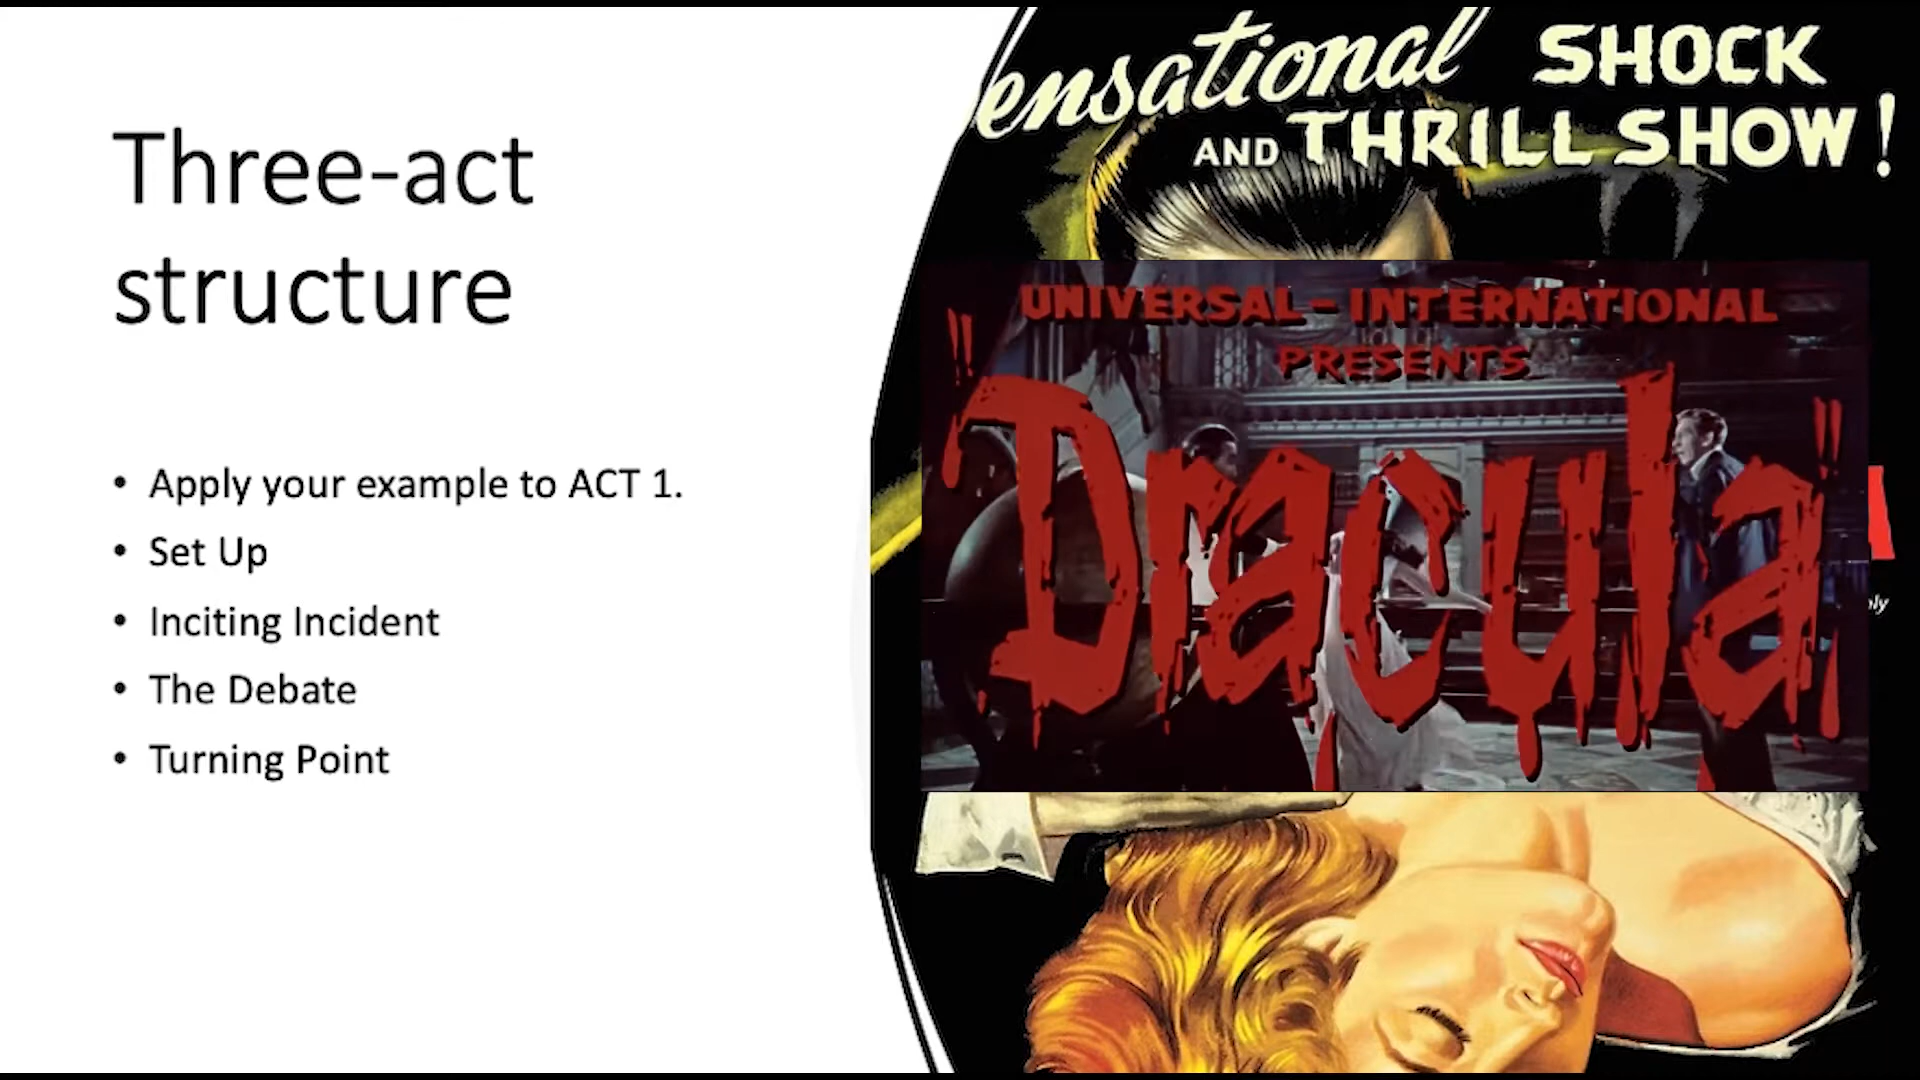 Three-act
structure
• Apply your example to ACT 1.
• Set Up
• Inciting Incident
• The Debate
• Turning Point
ensational SHOCK
AND THRILL SHOW!
UNIVERSAL-INTERNATIONAL
PRESENTS
"Dracula"